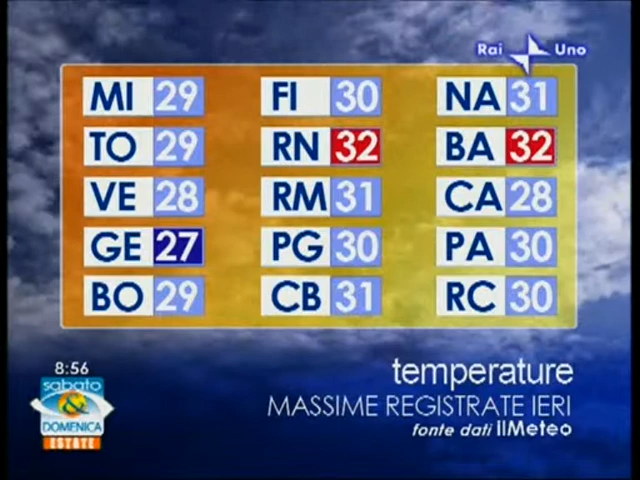 Rai Uno
MI 29 FI 30 NA 31
TO 29 RN 32 BA 32
VE 28 RM 31 CA 28
GE 27 PG 30 PA 30
BO 29 CB 31 RC 30
8:56
sabato
&
DOMENICA
ESTATE
temperature
MASSIME REGISTRATE IERI
fonte dati ilMeteo